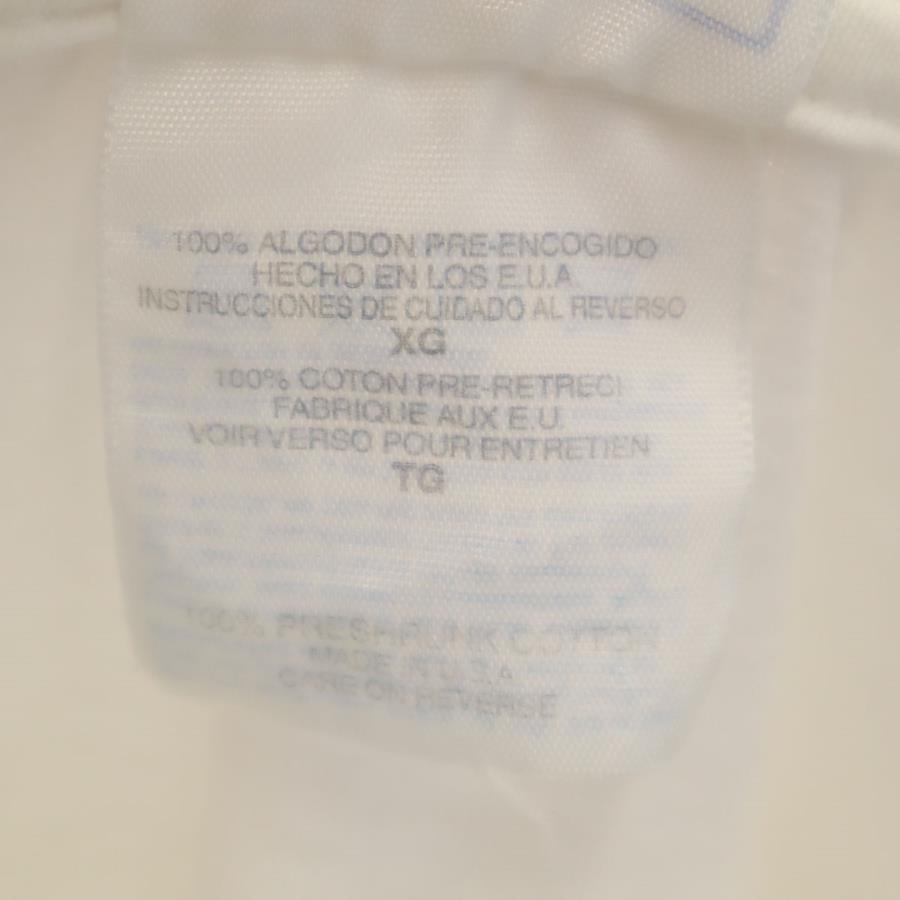 100% ALGODON PRE-ENCOGIDO
HECHO EN LOS E.U.A.
INSTRUCCIONES DE CUIDADO AL REVERSO
XG
100% COTON PRE-RETRECI
FABRIQUE AUX E.U.
VOIR VERSO POUR ENTRETIEN
TG
100% PRESHRUNK COTTON
MADE IN U.S.A.
CARE ON REVERSE